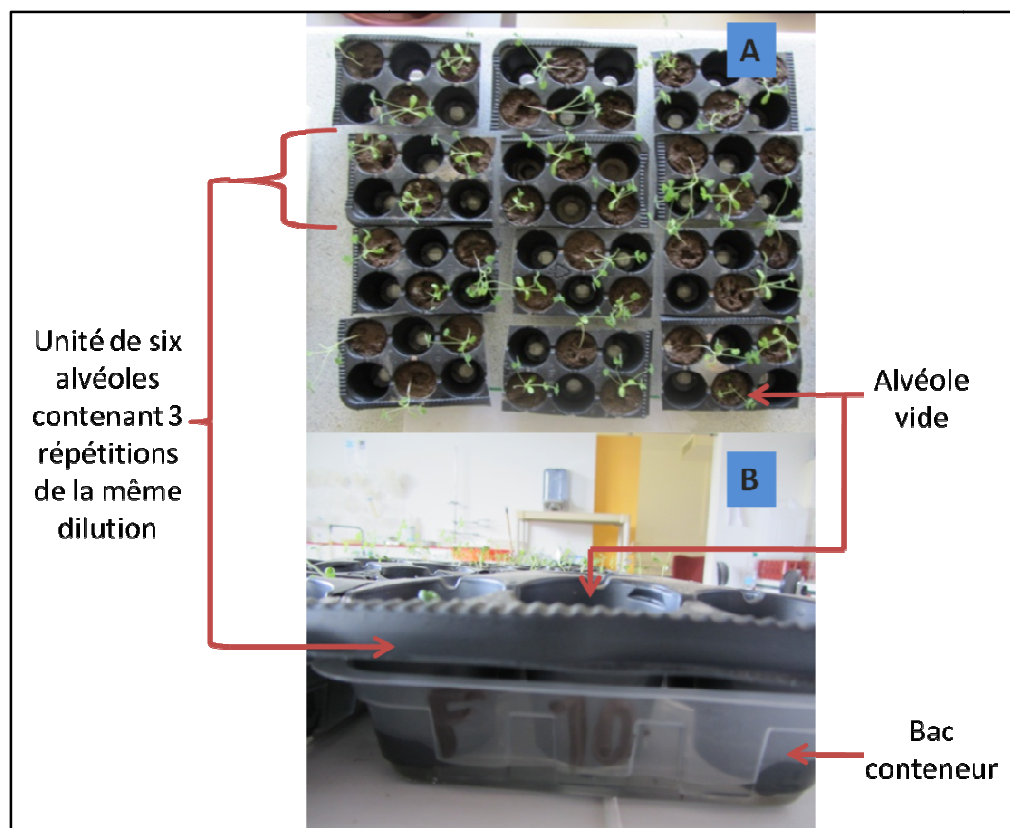 A
Unité de six
alvéoles
contenant 3
répétitions
de la même
dilution
Alvéole
vide
B
F 10
Bac
conteneur